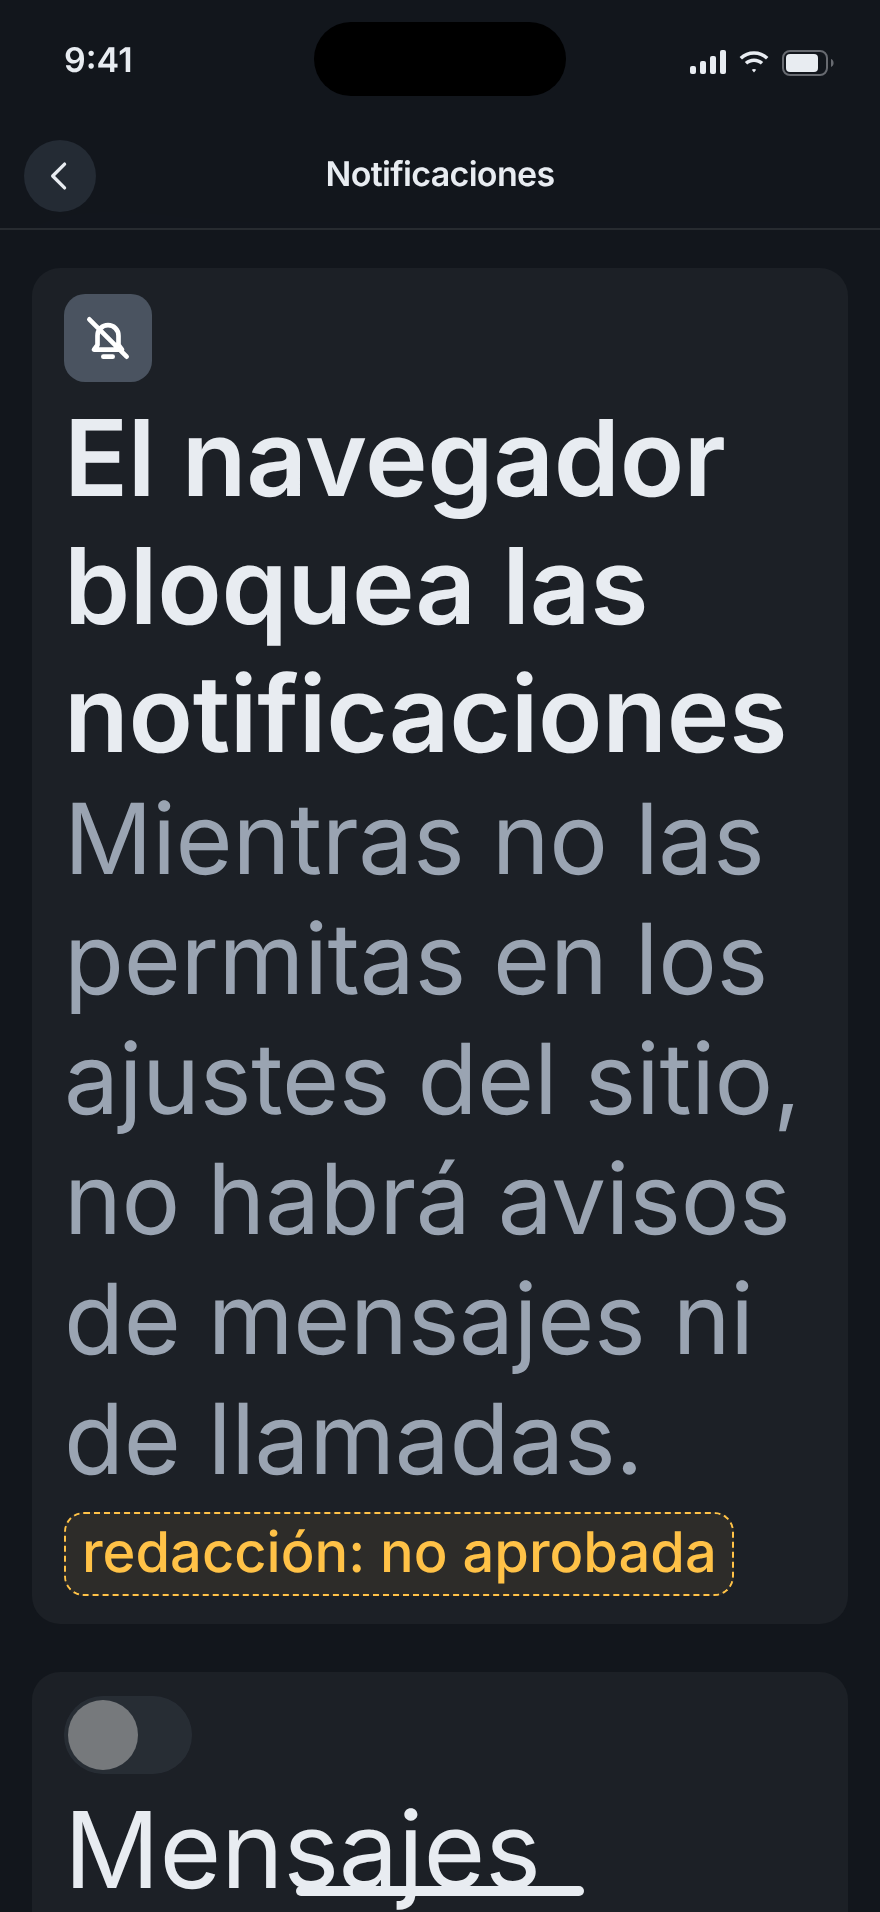 9:41
Notificaciones
El navegador
bloquea las
notificaciones
Mientras no las
permitas en los
ajustes del sitio,
no habrá avisos
de mensajes ni
de llamadas.
redacción: no aprobada
Mensajes